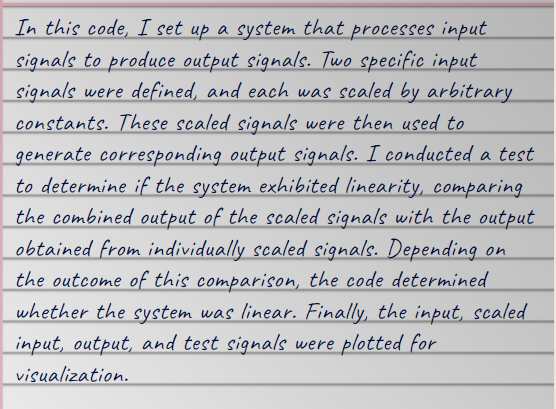 In this code, I set up a system that processes input
signals to produce output signals. Two specific input
signals were defined, and each was scaled by arbitrary
constants. These scaled signals were then used to
generate corresponding output signals. I conducted a test
to determine if the system exhibited linearity, comparing
the combined output of the scaled signals with the output
obtained from individually scaled signals. Depending on
the outcome of this comparison, the code determined
whether the system was linear. Finally, the input, scaled
input, output, and test signals were plotted for
visualization.